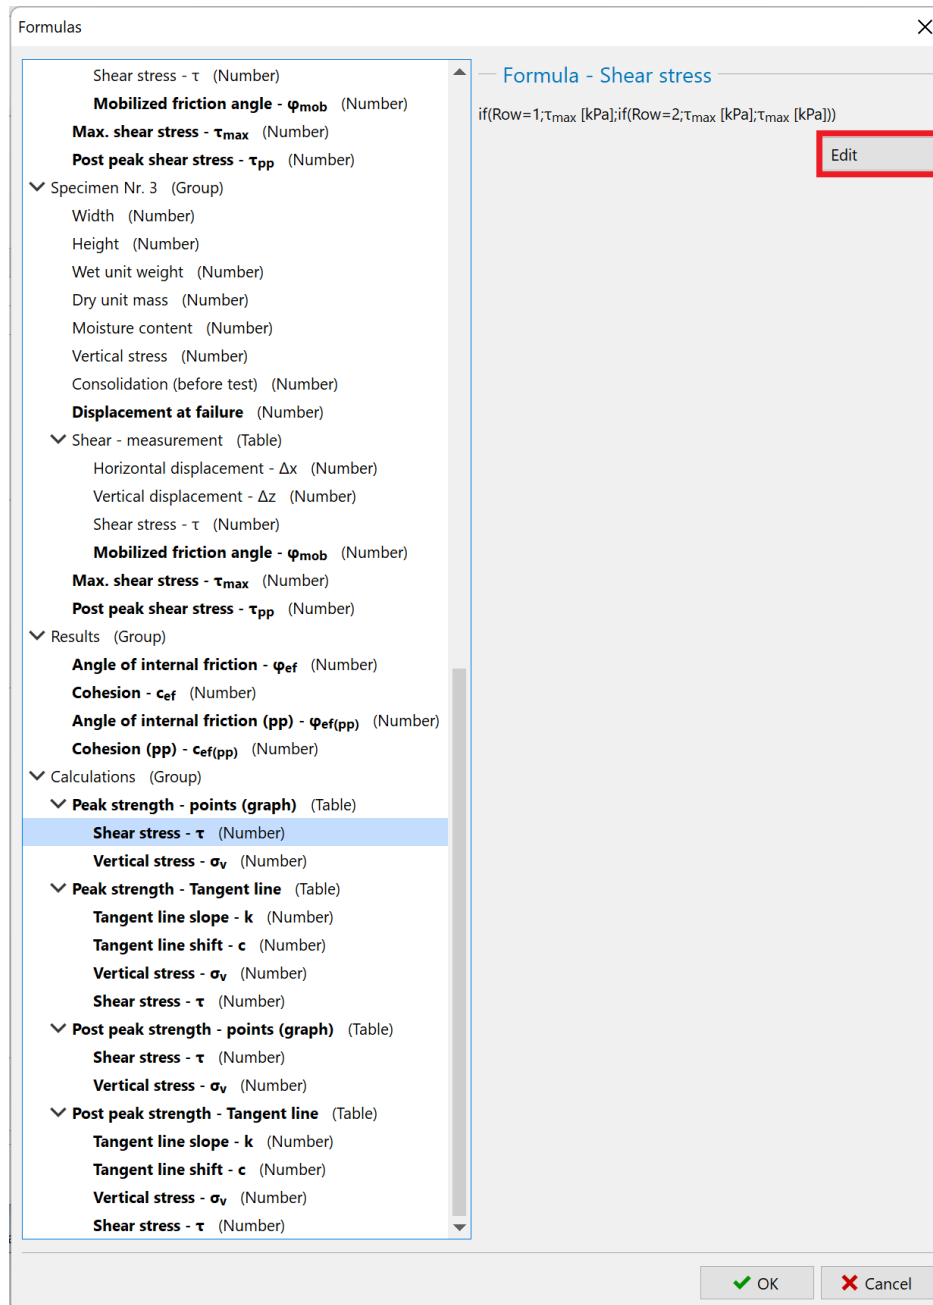 Formulas
Shear stress - τ (Number)
Mobilized friction angle - φmob (Number)
Max. shear stress - τmax (Number)
Post peak shear stress - τpp (Number)
Specimen Nr. 3 (Group)
Width (Number)
Height (Number)
Wet unit weight (Number)
Dry unit mass (Number)
Moisture content (Number)
Vertical stress (Number)
Consolidation (before test) (Number)
Displacement at failure (Number)
Shear - measurement (Table)
Horizontal displacement - Δx (Number)
Vertical displacement - Δz (Number)
Shear stress - τ (Number)
Mobilized friction angle - φmob (Number)
Max. shear stress - τmax (Number)
Post peak shear stress - τpp (Number)
Results (Group)
Angle of internal friction - φef (Number)
Cohesion - cef (Number)
Angle of internal friction (pp) - φef(pp) (Number)
Cohesion (pp) - cef(pp) (Number)
Calculations (Group)
Peak strength - points (graph) (Table)
Shear stress - τ (Number)
Vertical stress - σv (Number)
Peak strength - Tangent line (Table)
Tangent line slope - k (Number)
Tangent line shift - c (Number)
Vertical stress - σv (Number)
Shear stress - τ (Number)
Post peak strength - points (graph) (Table)
Shear stress - τ (Number)
Vertical stress - σv (Number)
Post peak strength - Tangent line (Table)
Tangent line slope - k (Number)
Tangent line shift - c (Number)
Vertical stress - σv (Number)
Shear stress - τ (Number)
Formula - Shear stress
if(Row=1;τmax [kPa];if(Row=2;τmax [kPa];τmax [kPa]))
Edit
OK
Cancel